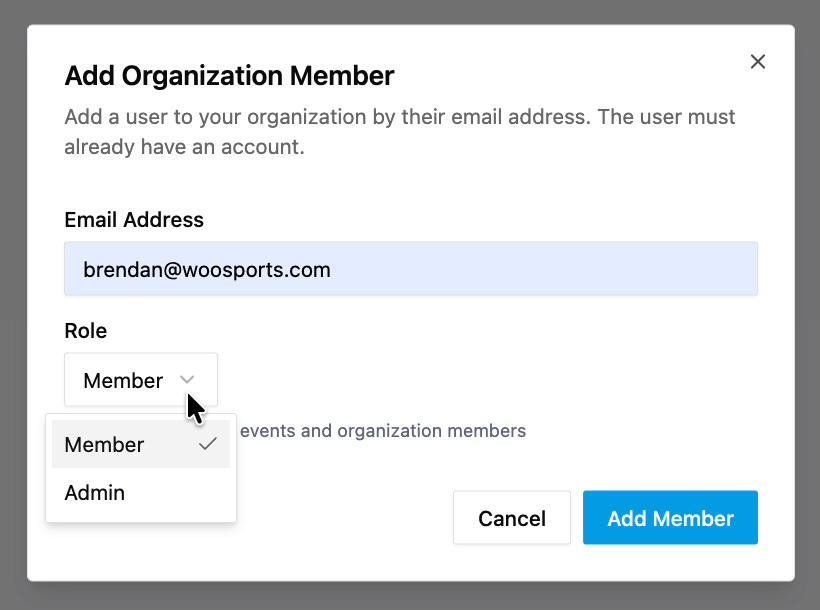 Add Organization Member
Add a user to your organization by their email address. The user must
already have an account.
Email Address
brendan@woosports.com
Role
Member
events and organization members
Member
Admin
Cancel
Add Member